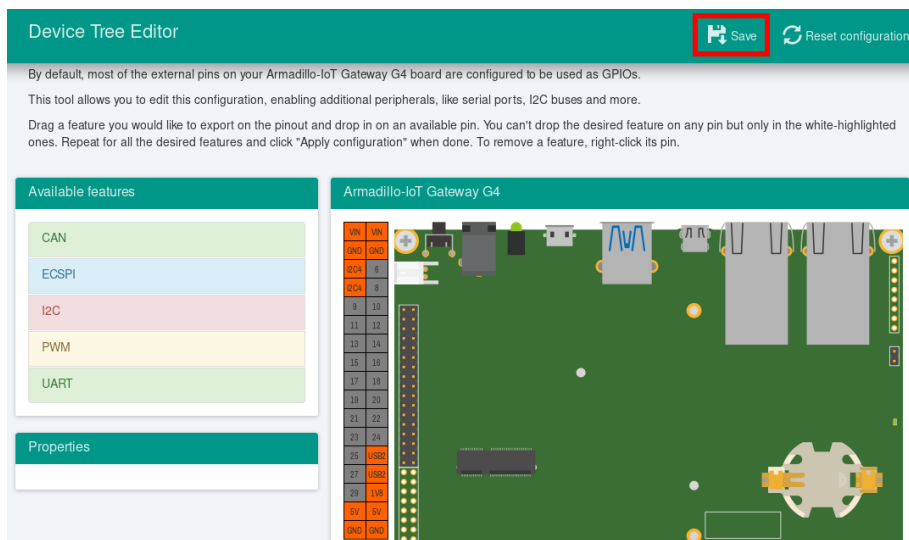 Device Tree Editor
Save
Reset configuration
By default, most of the external pins on your Armadillo-IoT Gateway G4 board are configured to be used as GPIOs.
This tool allows you to edit this configuration, enabling additional peripherals, like serial ports, I2C buses and more.
Drag a feature you would like to export on the pinout and drop in on an available pin. You can't drop the desired feature on any pin but only in the white-highlighted
ones. Repeat for all the desired features and click "Apply configuration" when done. To remove a feature, right-click its pin.
Available features
CAN
ECSPI
I2C
PWM
UART
Properties
Armadillo-IoT Gateway G4
VIN VIN
GND GND
I2C4 6
I2C4 8
9 10
11 12
13 14
15 16
17 18
19 20
21 22
23 24
25 USB2
27 USB2
29 1V8
5V 5V
GND GND